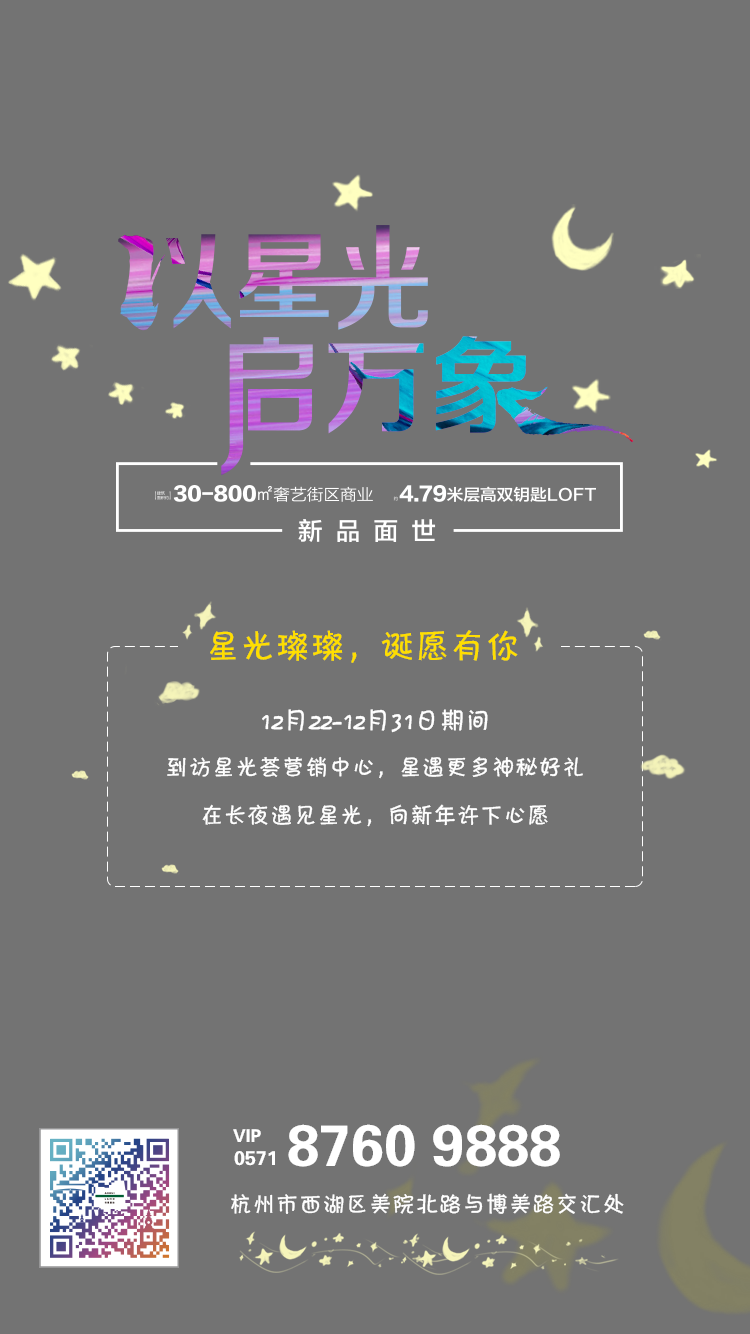 以星光
启万象
30-800㎡奢艺街区商业 4.79米层高双钥匙LOFT
新品面世
星光璨璨，诞愿有你
12月22-12月31日期间
到访星光荟营销中心，星遇更多神秘好礼
在长夜遇见星光，向新年许下心愿
VIP
0571 8760 9888
杭州市西湖区美院北路与博美路交汇处